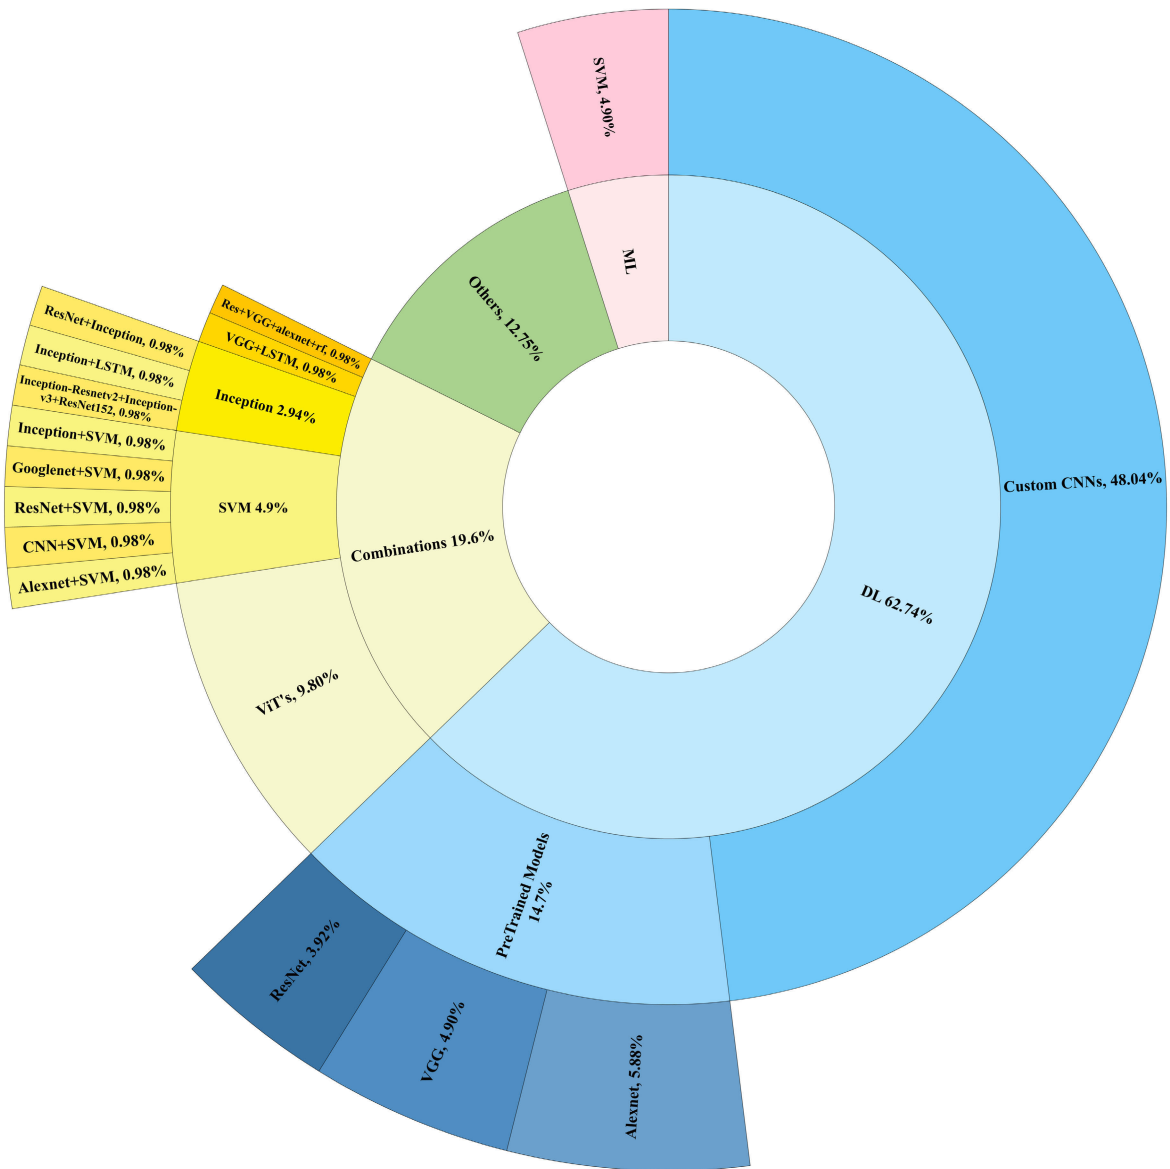 SVM, 4.90%
ML
Others, 12.75%
Res+VGG+alexnet+rf, 0.98%
VGG+LSTM, 0.98%
ResNet+Inception, 0.98%
Inception+LSTM, 0.98%
Inception-Resnetv2+Inception-
v3+ResNet152, 0.98%
Inception 2.94%
Inception+SVM, 0.98%
Googlenet+SVM, 0.98%
ResNet+SVM, 0.98%
CNN+SVM, 0.98%
Alexnet+SVM, 0.98%
SVM 4.9%
Combinations 19.6%
Custom CNNs, 48.04%
DL 62.74%
ViT's, 9.80%
PreTrained Models
14.7%
ResNet, 3.92%
VGG, 4.90%
Alexnet, 5.88%